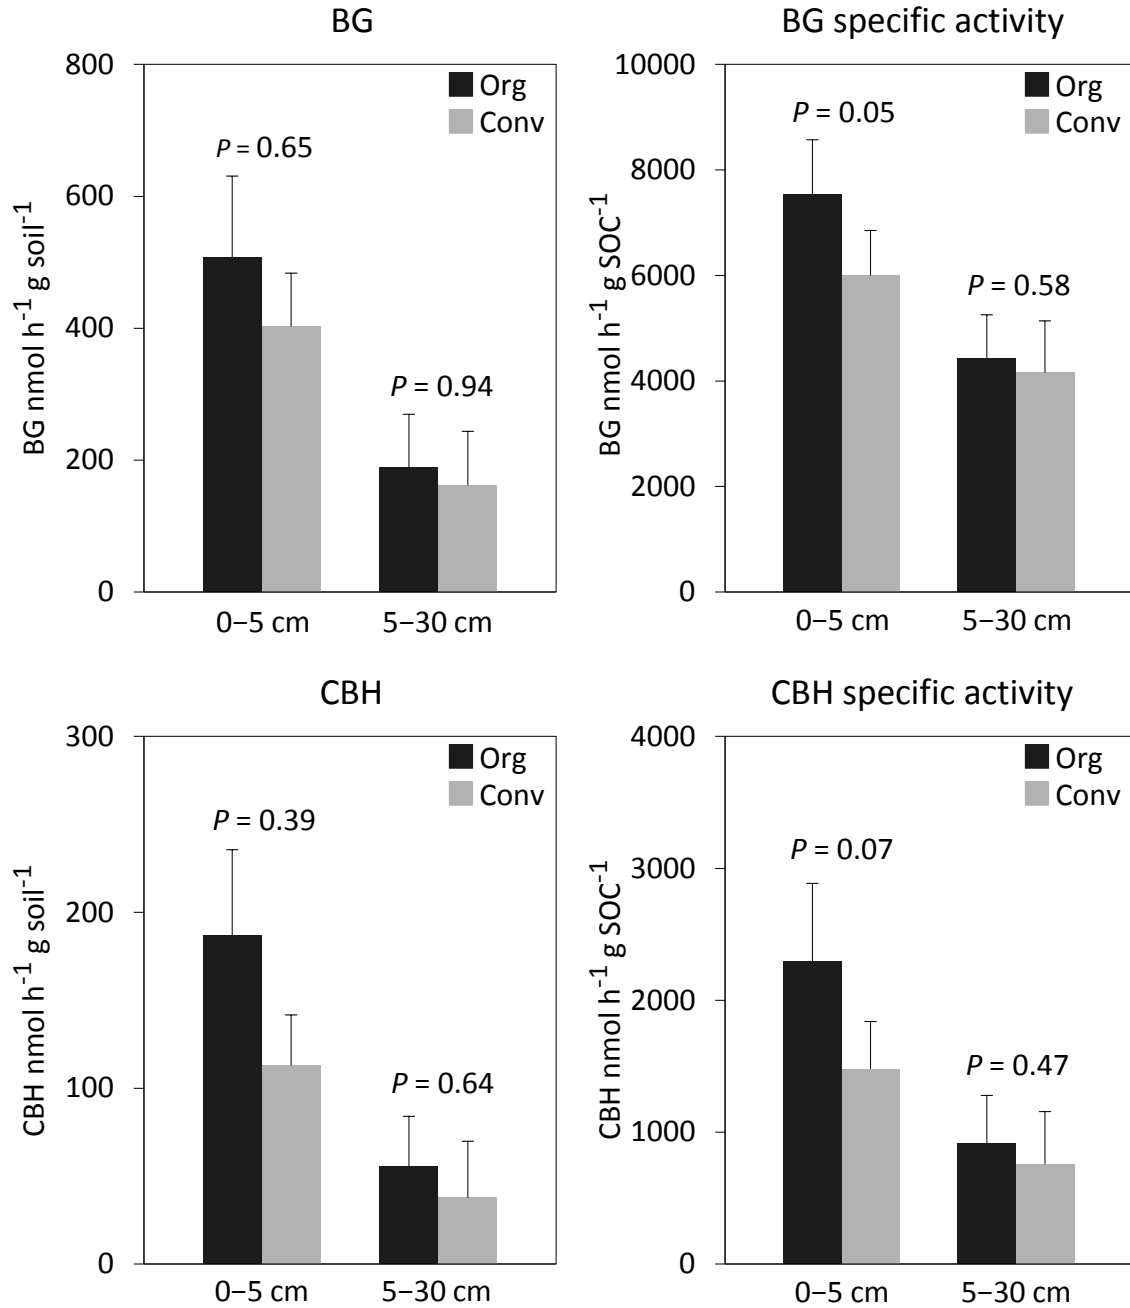 BG
800
600
400
200
0
BG nmol h⁻¹ g soil⁻¹
Org
Conv
P = 0.65
P = 0.94
0−5 cm
5−30 cm
BG specific activity
10000
8000
6000
4000
2000
0
BG nmol h⁻¹ g SOC⁻¹
Org
Conv
P = 0.05
P = 0.58
0−5 cm
5−30 cm
CBH
300
200
100
0
CBH nmol h⁻¹ g soil⁻¹
Org
Conv
P = 0.39
P = 0.64
0−5 cm
5−30 cm
CBH specific activity
4000
3000
2000
1000
0
CBH nmol h⁻¹ g SOC⁻¹
Org
Conv
P = 0.07
P = 0.47
0−5 cm
5−30 cm